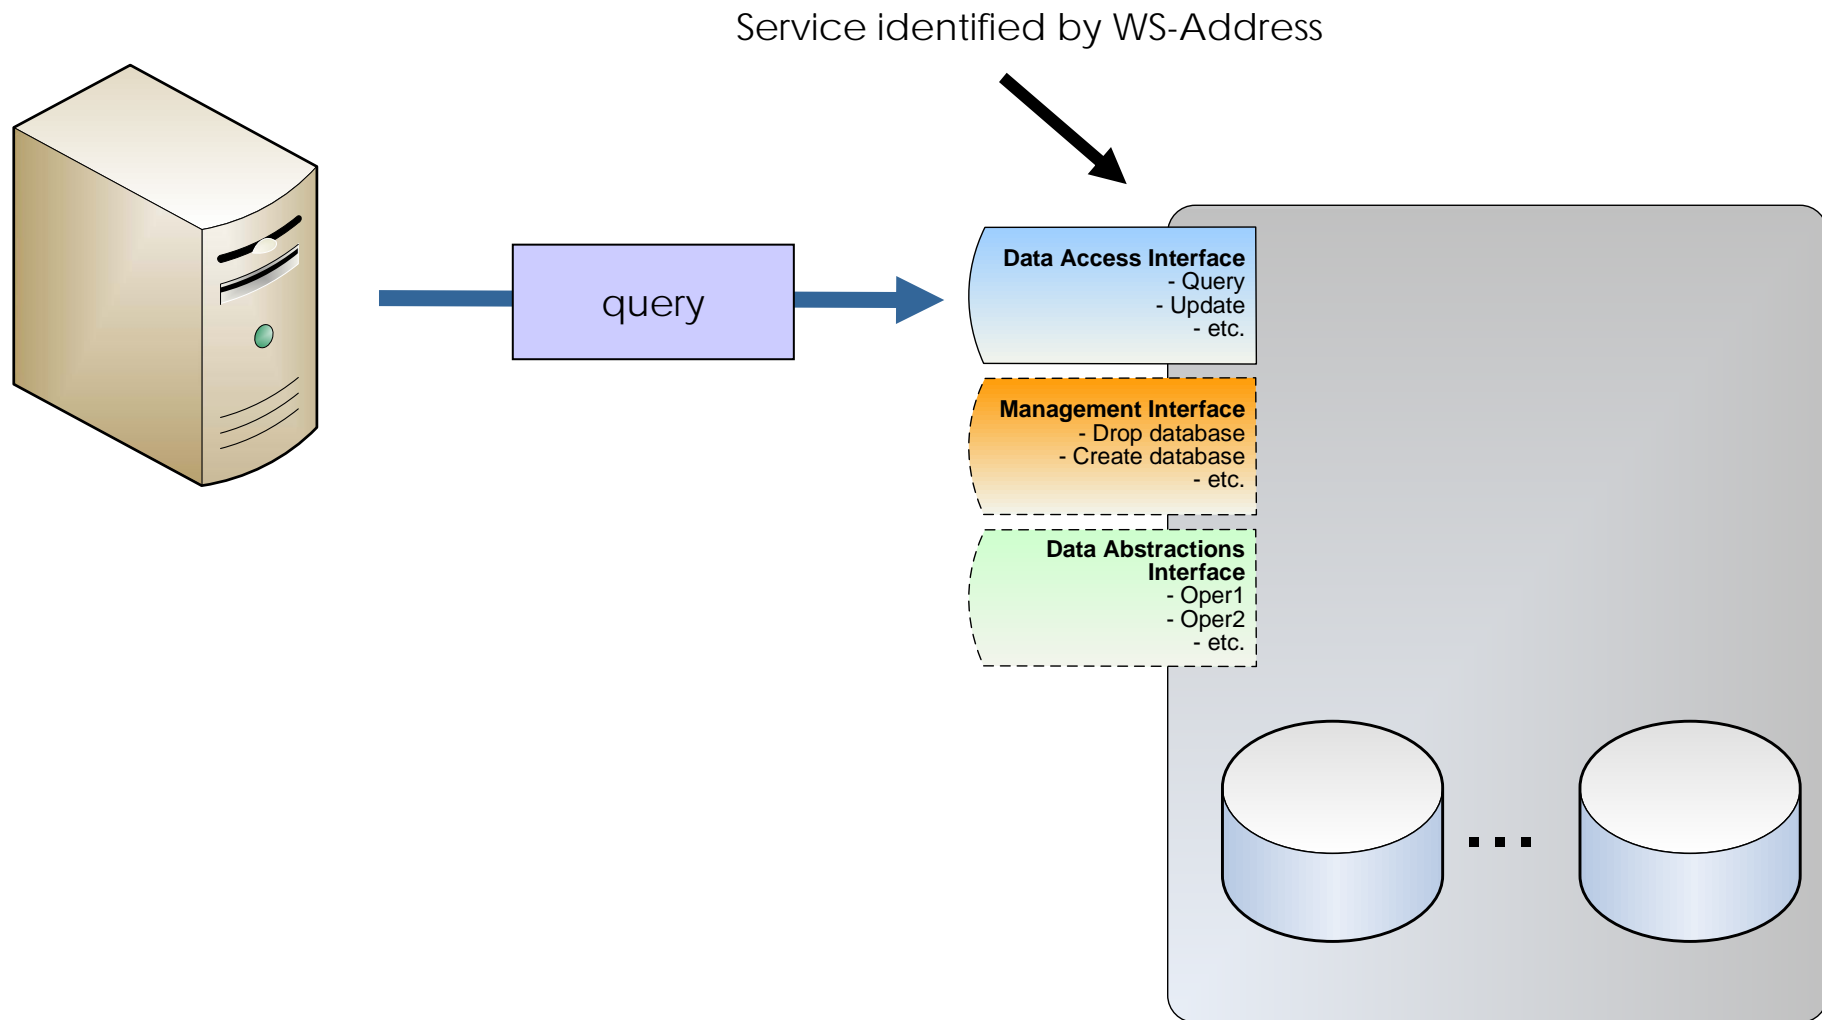 Service identified by WS-Address
query
Data Access Interface
- Query
- Update
- etc.
Management Interface
- Drop database
- Create database
- etc.
Data Abstractions
Interface
- Oper1
- Oper2
- etc.